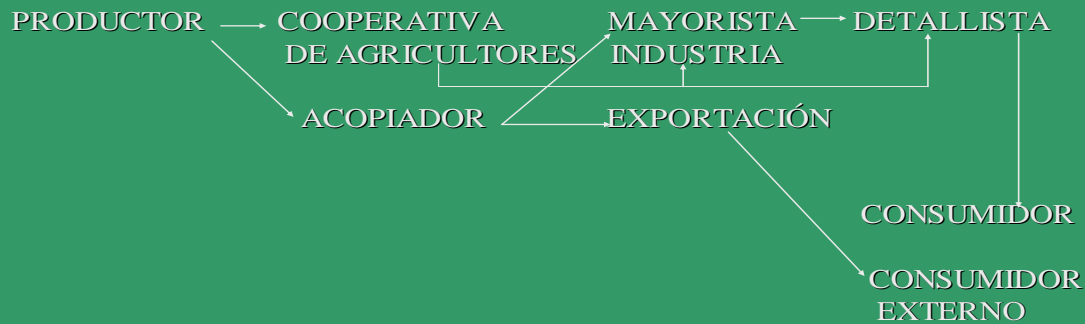 PRODUCTOR COOPERATIVA MAYORISTA DETALLISTA
DE AGRICULTORES INDUSTRIA
ACOPIADOR EXPORTACIÓN
CONSUMIDOR
CONSUMIDOR
EXTERNO